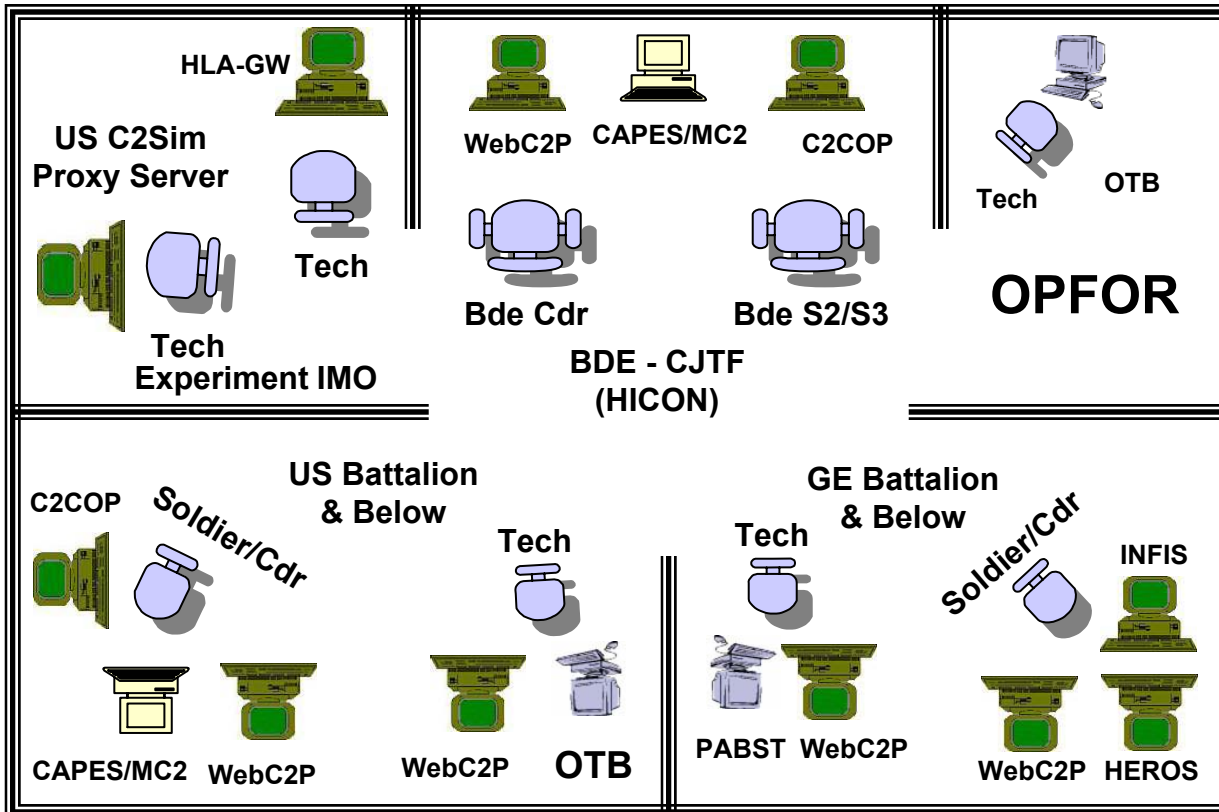 HLA-GW
US C2Sim
Proxy Server
Tech
Tech
Experiment IMO
WebC2P
CAPES/MC2
C2COP
Bde Cdr
Bde S2/S3
BDE - CJTF
(HICON)
Tech
OTB
OPFOR
US Battalion
& Below
C2COP
Soldier/Cdr
Tech
CAPES/MC2
WebC2P
WebC2P
OTB
GE Battalion
& Below
Tech
Soldier/Cdr
INFIS
PABST
WebC2P
WebC2P
HEROS